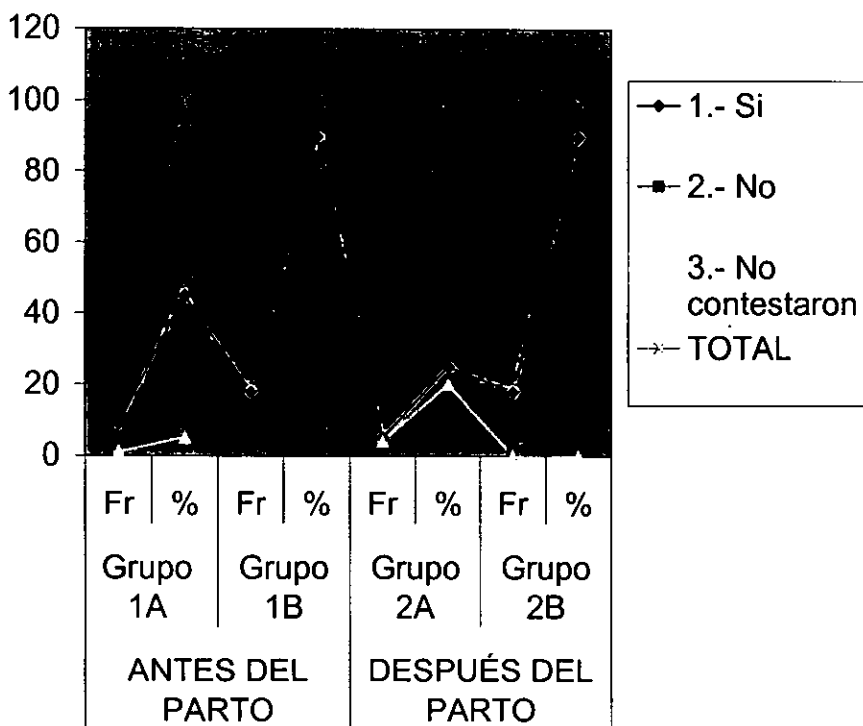 120
100
80
60
40
20
0
1.- Si
2.- No
3.- No
contestaron
TOTAL
Fr % Fr % Fr % Fr %
Grupo Grupo Grupo Grupo
1A 1B 2A 2B
ANTES DEL DESPUÉS DEL
PARTO PARTO